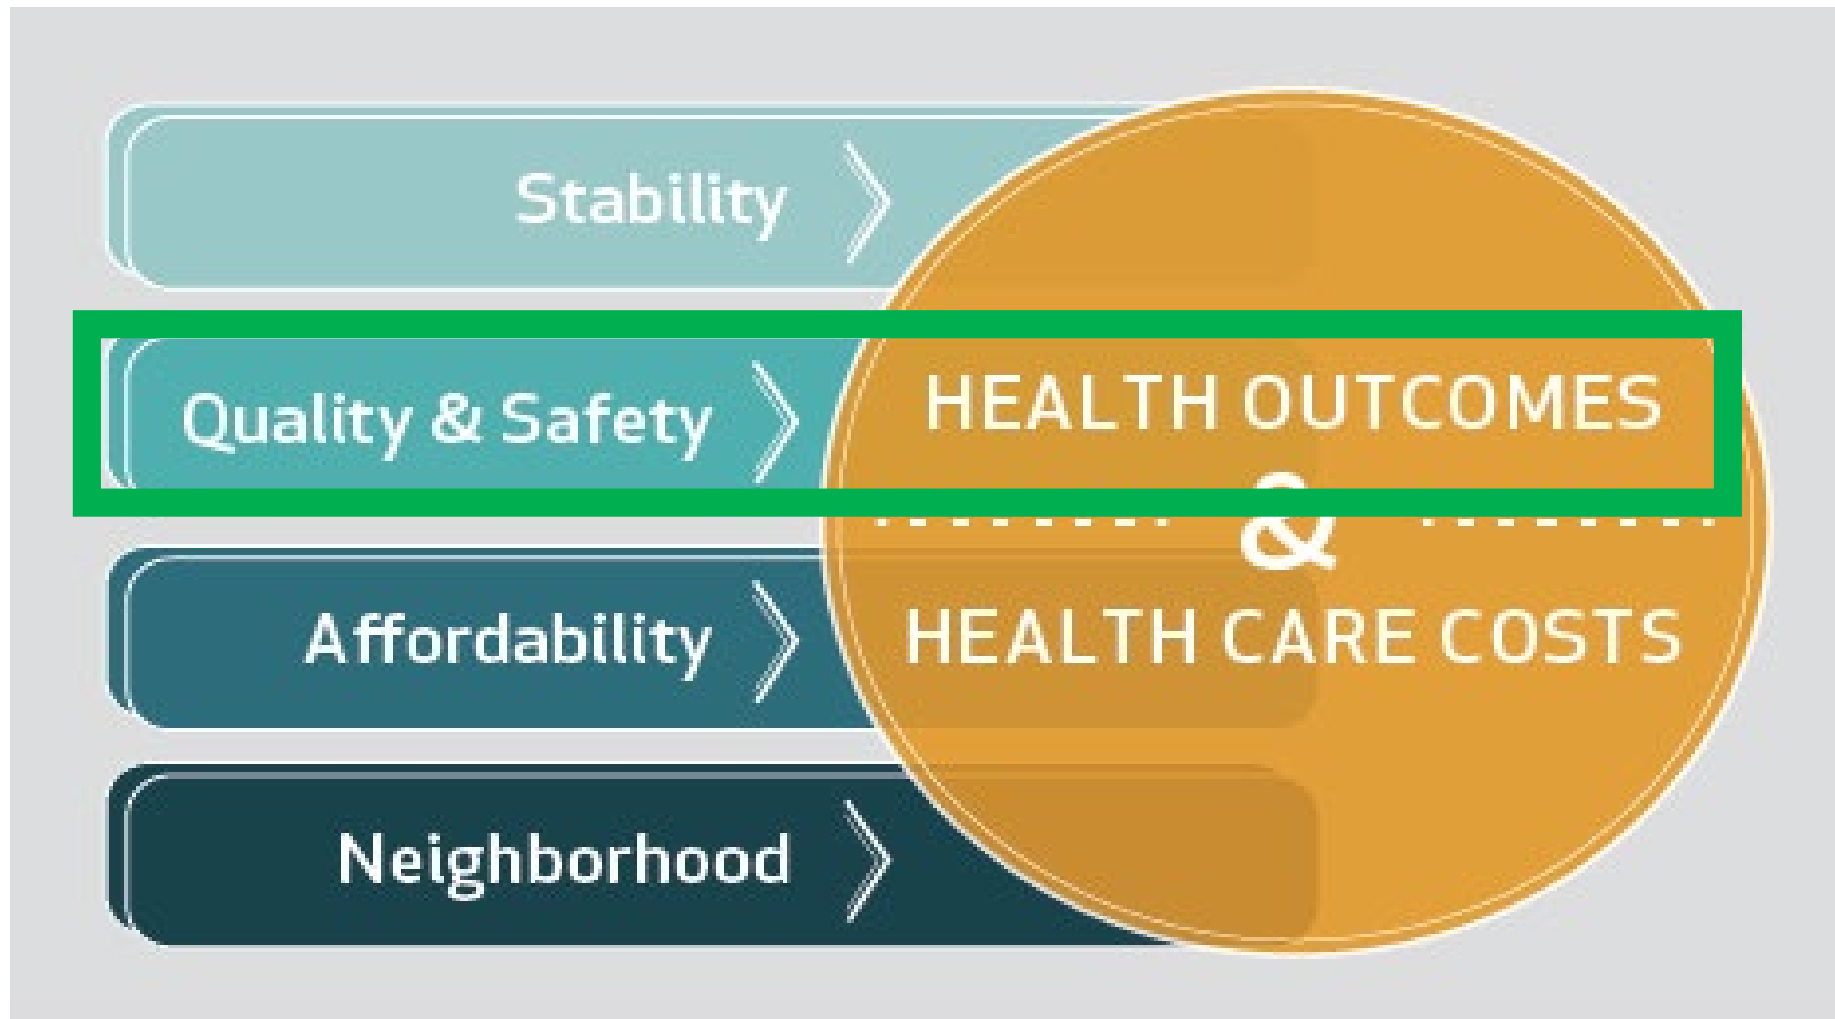 Stability
Quality & Safety
Affordability
Neighborhood
HEALTH OUTCOMES
&
HEALTH CARE COSTS